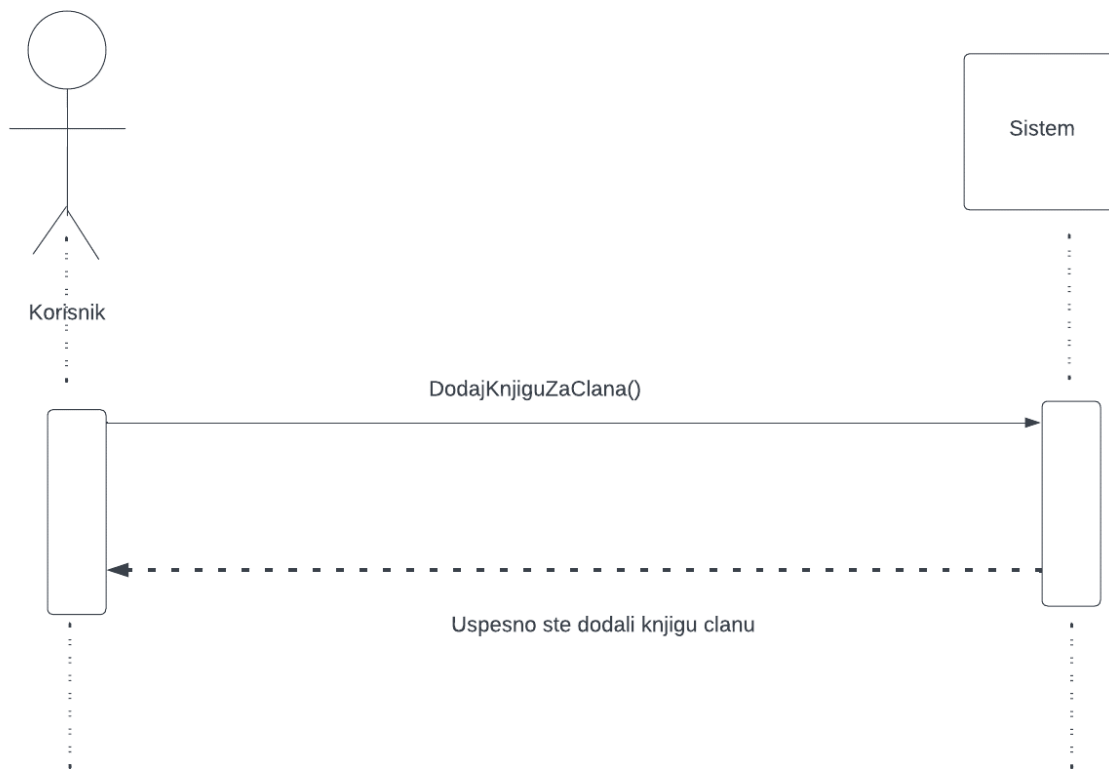 Sistem
Korisnik
DodajKnjiguZaClana()
Uspesno ste dodali knjigu clanu